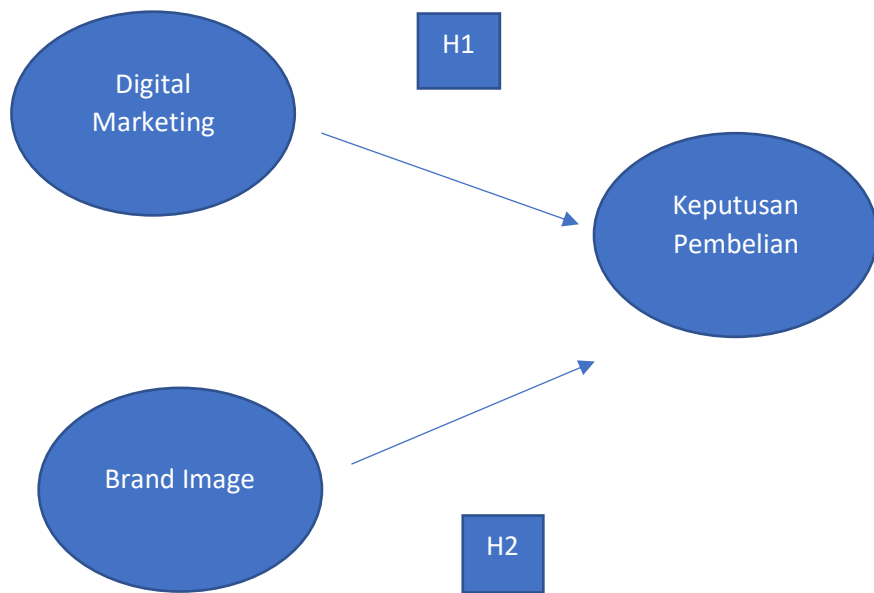 H1
Digital
Marketing
Keputusan
Pembelian
Brand Image
H2